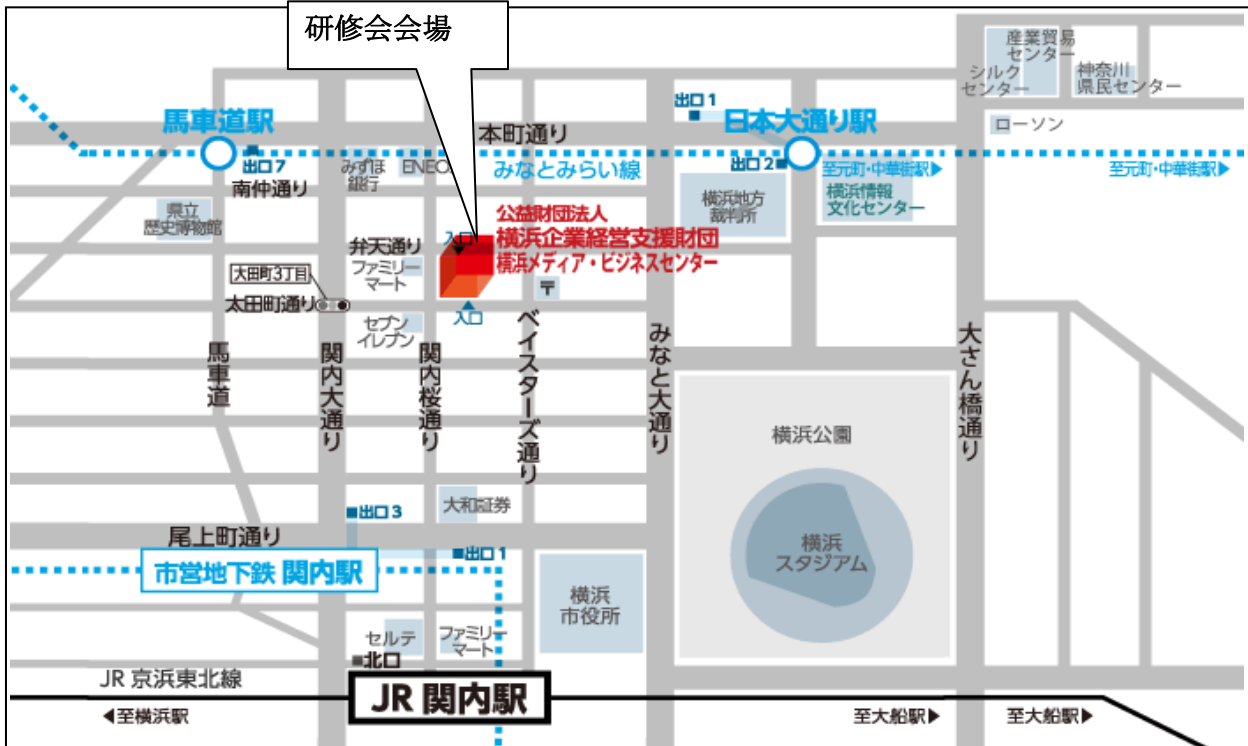 研修会会場
産業貿易
センター
シルク
センター
神奈川
県民センター
出口1
馬車道駅
日本大通り駅
本町通り
ローソン
出口7
みずほ
銀行
ENEO
みなとみらい線
出口2
至元町・中華街駅▶
至元町・中華街駅▶
南仲通り
県立
歴史博物館
横浜地方
裁判所
横浜情報
文化センター
公益財団法人
横浜企業経営支援財団
横浜メディア・ビジネスセンター
入口
弁天通り
ファミリー
マート
大田町3丁目
太田町通り
〒
入口
セブン
イレブン
馬車道
関内大通り
関内桜通り
ベイスターズ通り
みなと大通り
大さん橋通り
横浜公園
横浜
スタジアム
大和証券
出口3
尾上町通り
出口1
市営地下鉄 関内駅
横浜
市役所
セルテ
ファミリー
マート
北口
JR 京浜東北線
JR 関内駅
◀至横浜駅
至大船駅▶
至大船駅▶